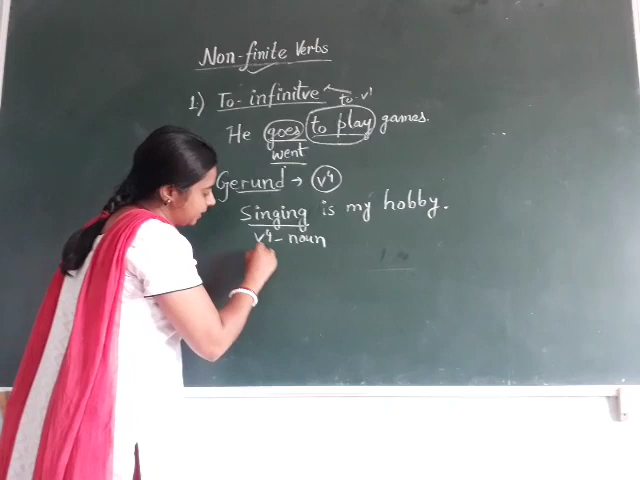 Non-finite Verbs
1.) To-infinitve ← to-v¹
He goes to play games.
went
Gerund → v⁴
Singing is my hobby.
v⁴-noun